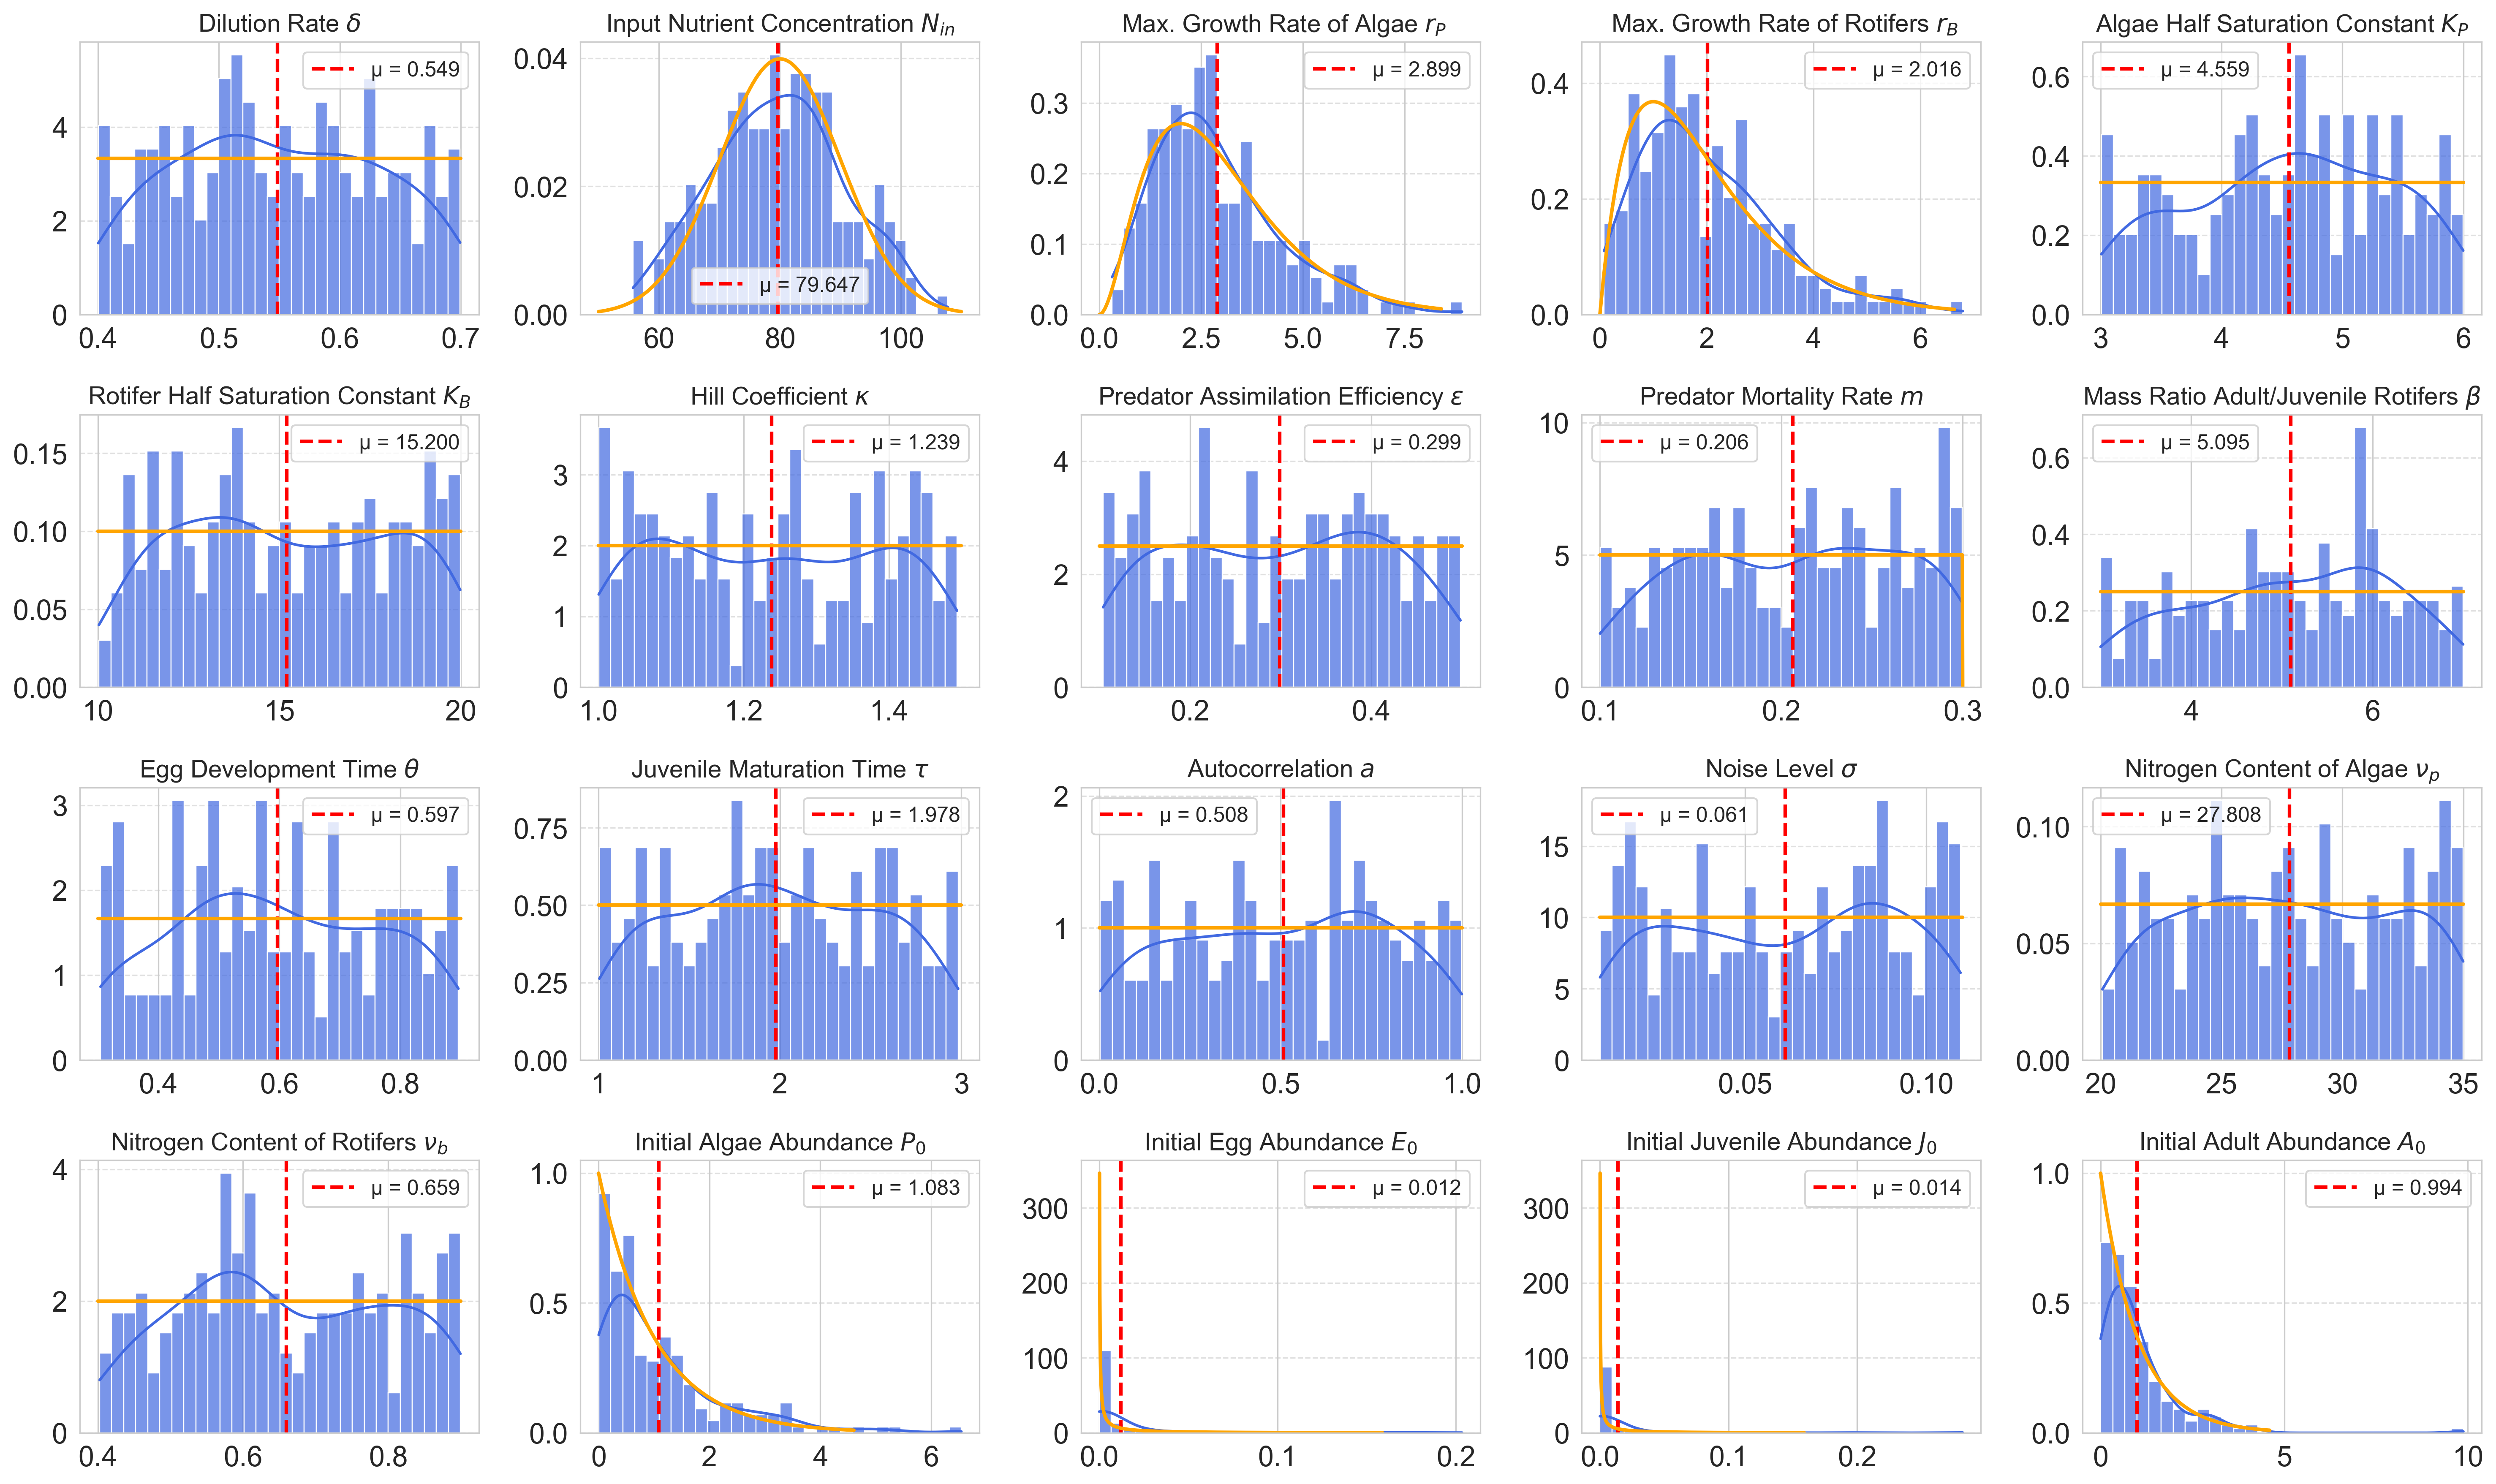 Dilution Rate δ
μ = 0.549
0
2
4
0.4 0.5 0.6 0.7
Input Nutrient Concentration N_in
μ = 79.647
0.04
0.02
0.00
60 80 100
Max. Growth Rate of Algae r_P
μ = 2.899
0.3
0.2
0.1
0.0
0.0 2.5 5.0 7.5
Max. Growth Rate of Rotifers r_B
μ = 2.016
0.4
0.2
0.0
0 2 4 6
Algae Half Saturation Constant K_P
μ = 4.559
0.6
0.4
0.2
0.0
3 4 5 6
Rotifer Half Saturation Constant K_B
μ = 15.200
0.15
0.10
0.05
0.00
10 15 20
Hill Coefficient κ
μ = 1.239
3
2
1
0
1.0 1.2 1.4
Predator Assimilation Efficiency ε
μ = 0.299
4
2
0
0.2 0.4
Predator Mortality Rate m
μ = 0.206
10
5
0
0.1 0.2 0.3
Mass Ratio Adult/Juvenile Rotifers β
μ = 5.095
0.6
0.4
0.2
0.0
4 6
Egg Development Time θ
μ = 0.597
3
2
1
0
0.4 0.6 0.8
Juvenile Maturation Time τ
μ = 1.978
0.75
0.50
0.25
0.00
1 2 3
Autocorrelation a
μ = 0.508
2
1
0
0.0 0.5 1.0
Noise Level σ
μ = 0.061
15
10
5
0
0.05 0.10
Nitrogen Content of Algae ν_p
μ = 27.808
0.10
0.05
0.00
20 25 30 35
Nitrogen Content of Rotifers ν_b
μ = 0.659
4
2
0
0.4 0.6 0.8
Initial Algae Abundance P_0
μ = 1.083
1.0
0.5
0.0
0 2 4 6
Initial Egg Abundance E_0
μ = 0.012
300
200
100
0
0.0 0.1 0.2
Initial Juvenile Abundance J_0
μ = 0.014
300
200
100
0
0.0 0.1 0.2
Initial Adult Abundance A_0
μ = 0.994
1.0
0.5
0.0
0 5 10